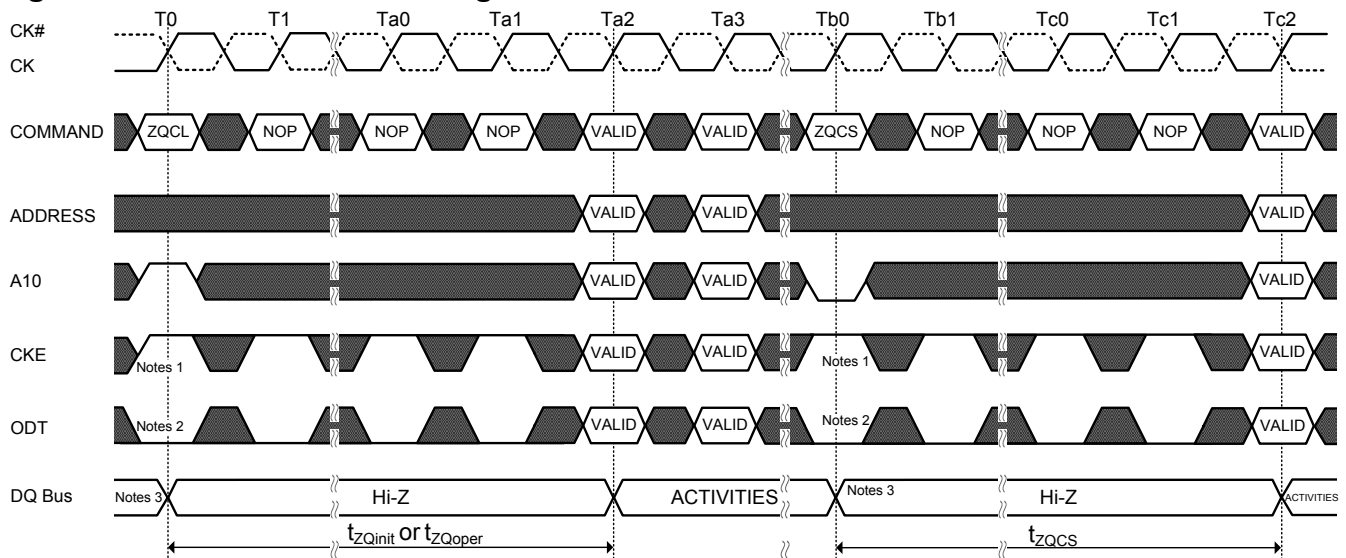 T0 T1 Ta0 Ta1 Ta2 Ta3 Tb0 Tb1 Tc0 Tc1 Tc2
CK#
CK
COMMAND ZQCL NOP NOP NOP VALID VALID ZQCS NOP NOP NOP VALID
ADDRESS VALID VALID VALID
A10 VALID VALID VALID
CKE Notes 1 VALID VALID Notes 1 VALID
ODT Notes 2 VALID VALID Notes 2 VALID
DQ Bus Notes 3 Hi-Z ACTIVITIES Notes 3 Hi-Z ACTIVITIES
tZQinit or tZQoper tZQCS